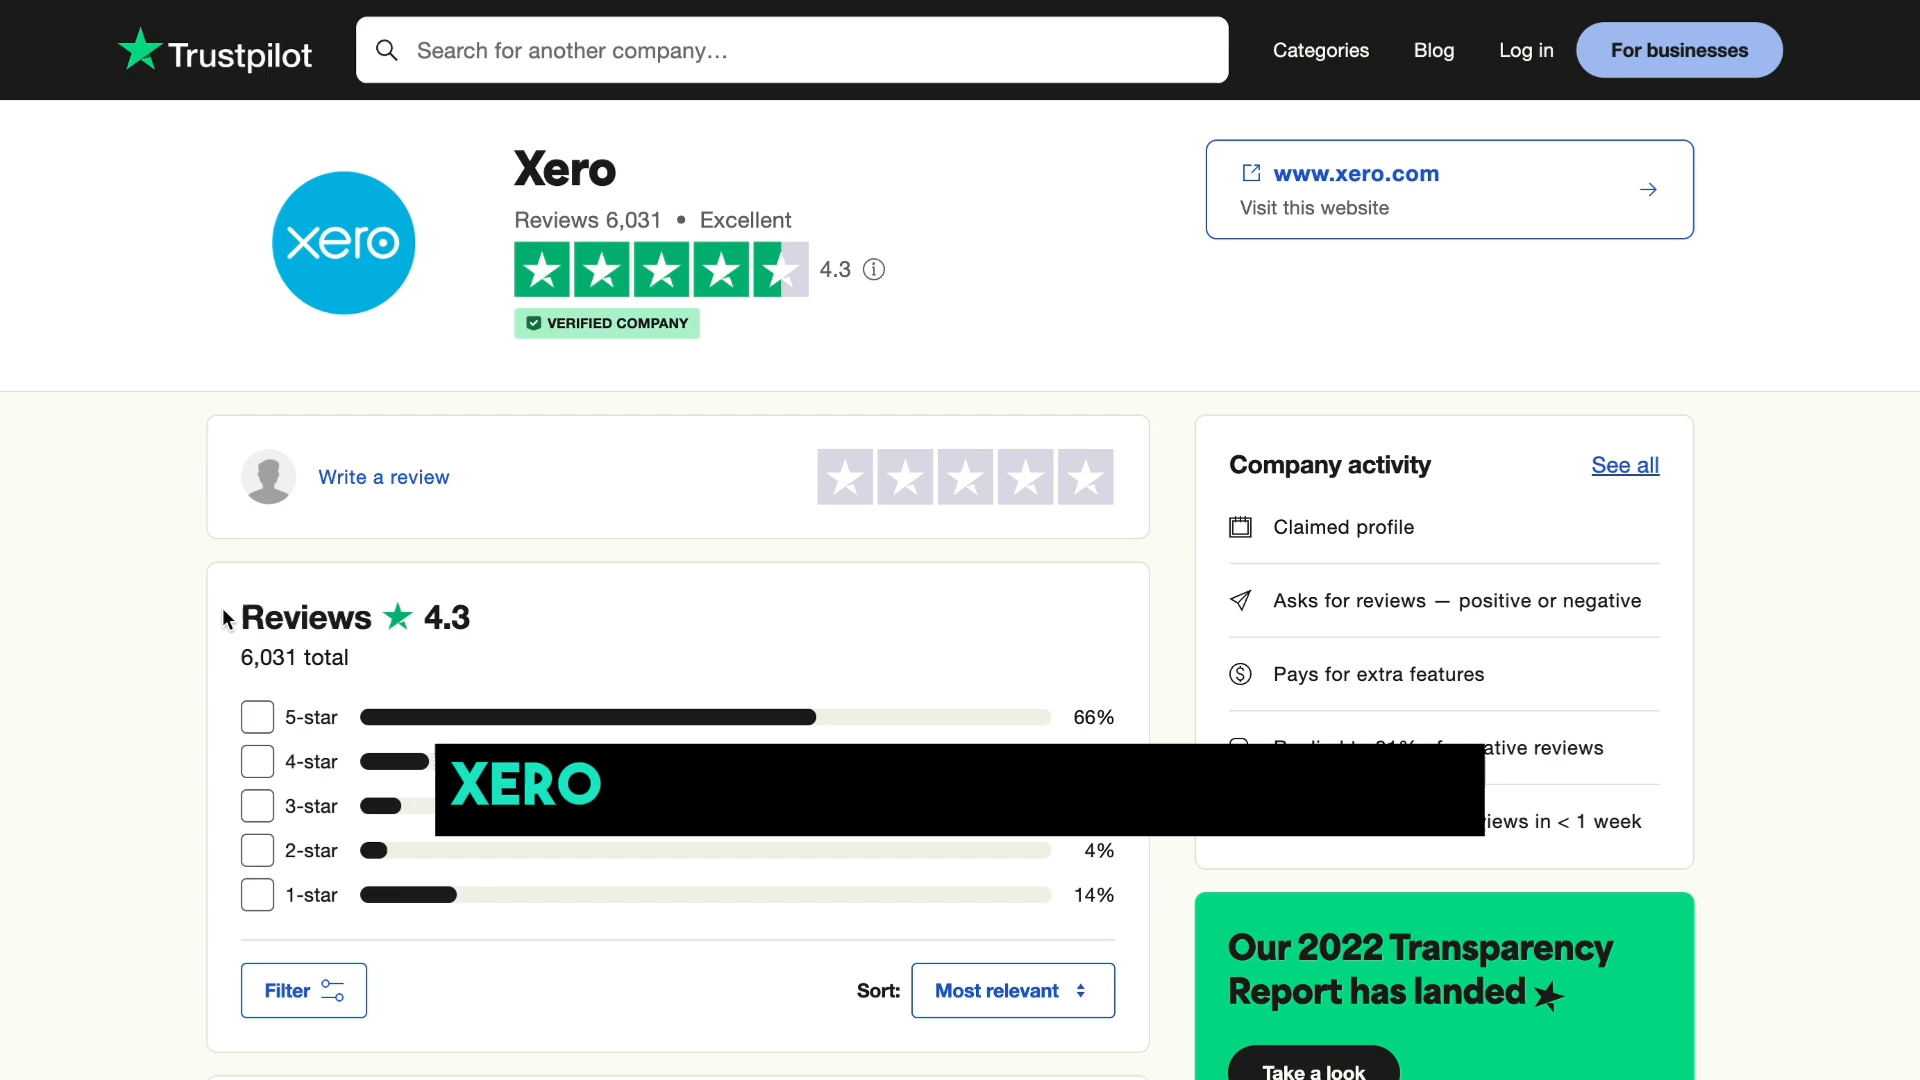 Trustpilot
Search for another company...
Categories
Blog
Log in
For businesses
xero
Xero
Reviews 6,031 • Excellent
4.3
VERIFIED COMPANY
www.xero.com
Visit this website
Write a review
Reviews ★ 4.3
6,031 total
5-star 66%
4-star
3-star
2-star 4%
1-star 14%
XERO
Filter
Sort: Most relevant
Company activity
See all
Claimed profile
Asks for reviews — positive or negative
Pays for extra features
reviews
in < 1 week
Our 2022 Transparency
Report has landed
Take a look